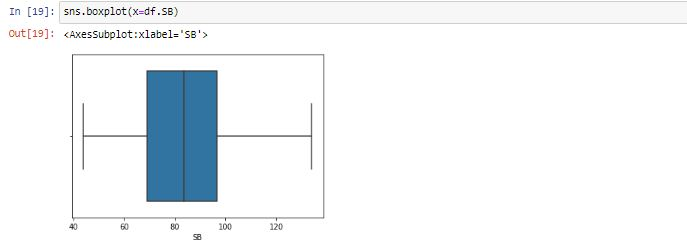 In [19]: sns.boxplot(x=df.SB)
Out[19]: <AxesSubplot:xlabel='SB'>
40 60 80 100 120
SB